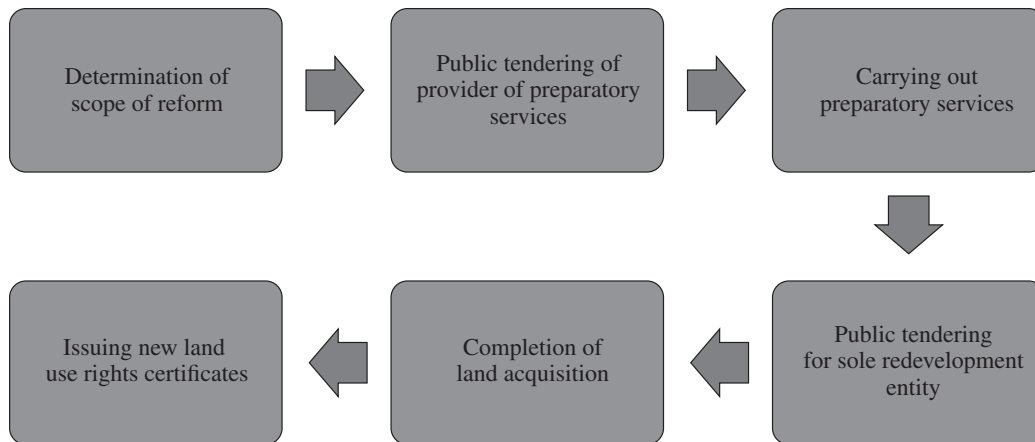 Determination of
scope of reform
Public tendering of
provider of preparatory
services
Carrying out
preparatory services
Public tendering
for sole redevelopment
entity
Completion of
land acquisition
Issuing new land
use rights certificates